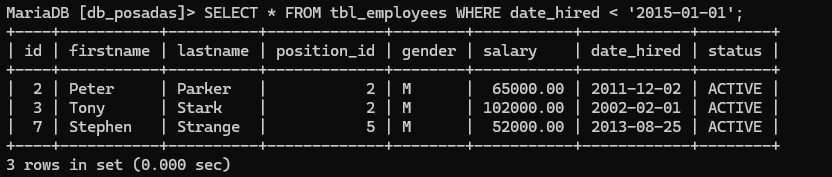 MariaDB [db_posadas]> SELECT * FROM tbl_employees WHERE date_hired < '2015-01-01';
+----+-----------+----------+-------------+--------+-----------+------------+--------+
| id | firstname | lastname | position_id | gender | salary    | date_hired | status |
+----+-----------+----------+-------------+--------+-----------+------------+--------+
|  2 | Peter     | Parker   |           2 | M      |  65000.00 | 2011-12-02 | ACTIVE |
|  3 | Tony      | Stark    |           2 | M      | 102000.00 | 2002-02-01 | ACTIVE |
|  7 | Stephen   | Strange  |           5 | M      |  52000.00 | 2013-08-25 | ACTIVE |
+----+-----------+----------+-------------+--------+-----------+------------+--------+
3 rows in set (0.000 sec)